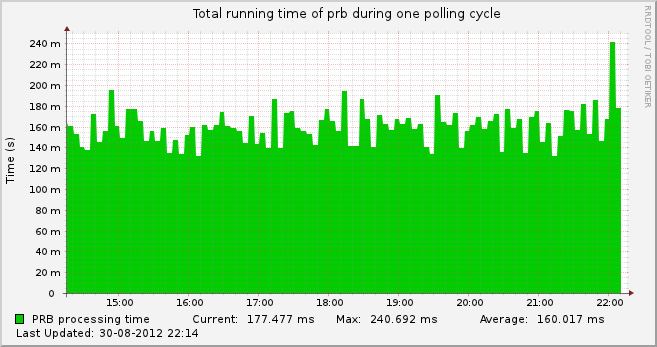 Total running time of prb during one polling cycle
RRDTOOL / TOBI OETIKER
Time (s)
240 m
220 m
200 m
180 m
160 m
140 m
120 m
100 m
80 m
60 m
40 m
20 m
0
15:00 16:00 17:00 18:00 19:00 20:00 21:00 22:00
PRB processing time Current: 177.477 ms Max: 240.692 ms Average: 160.017 ms
Last Updated: 30-08-2012 22:14